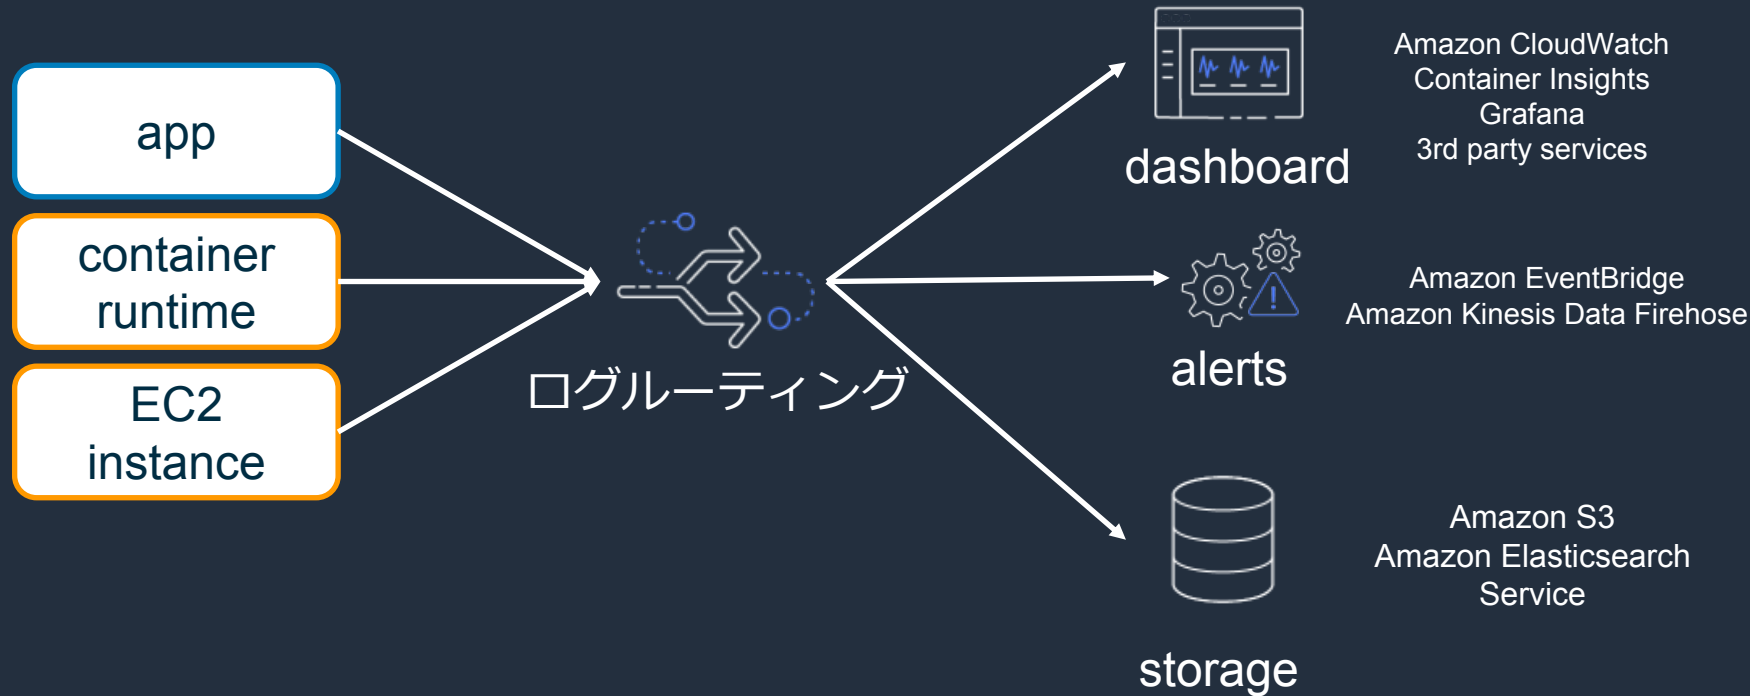 app
container
runtime
EC2
instance
ログルーティング
dashboard
Amazon CloudWatch
Container Insights
Grafana
3rd party services
alerts
Amazon EventBridge
Amazon Kinesis Data Firehose
storage
Amazon S3
Amazon Elasticsearch
Service